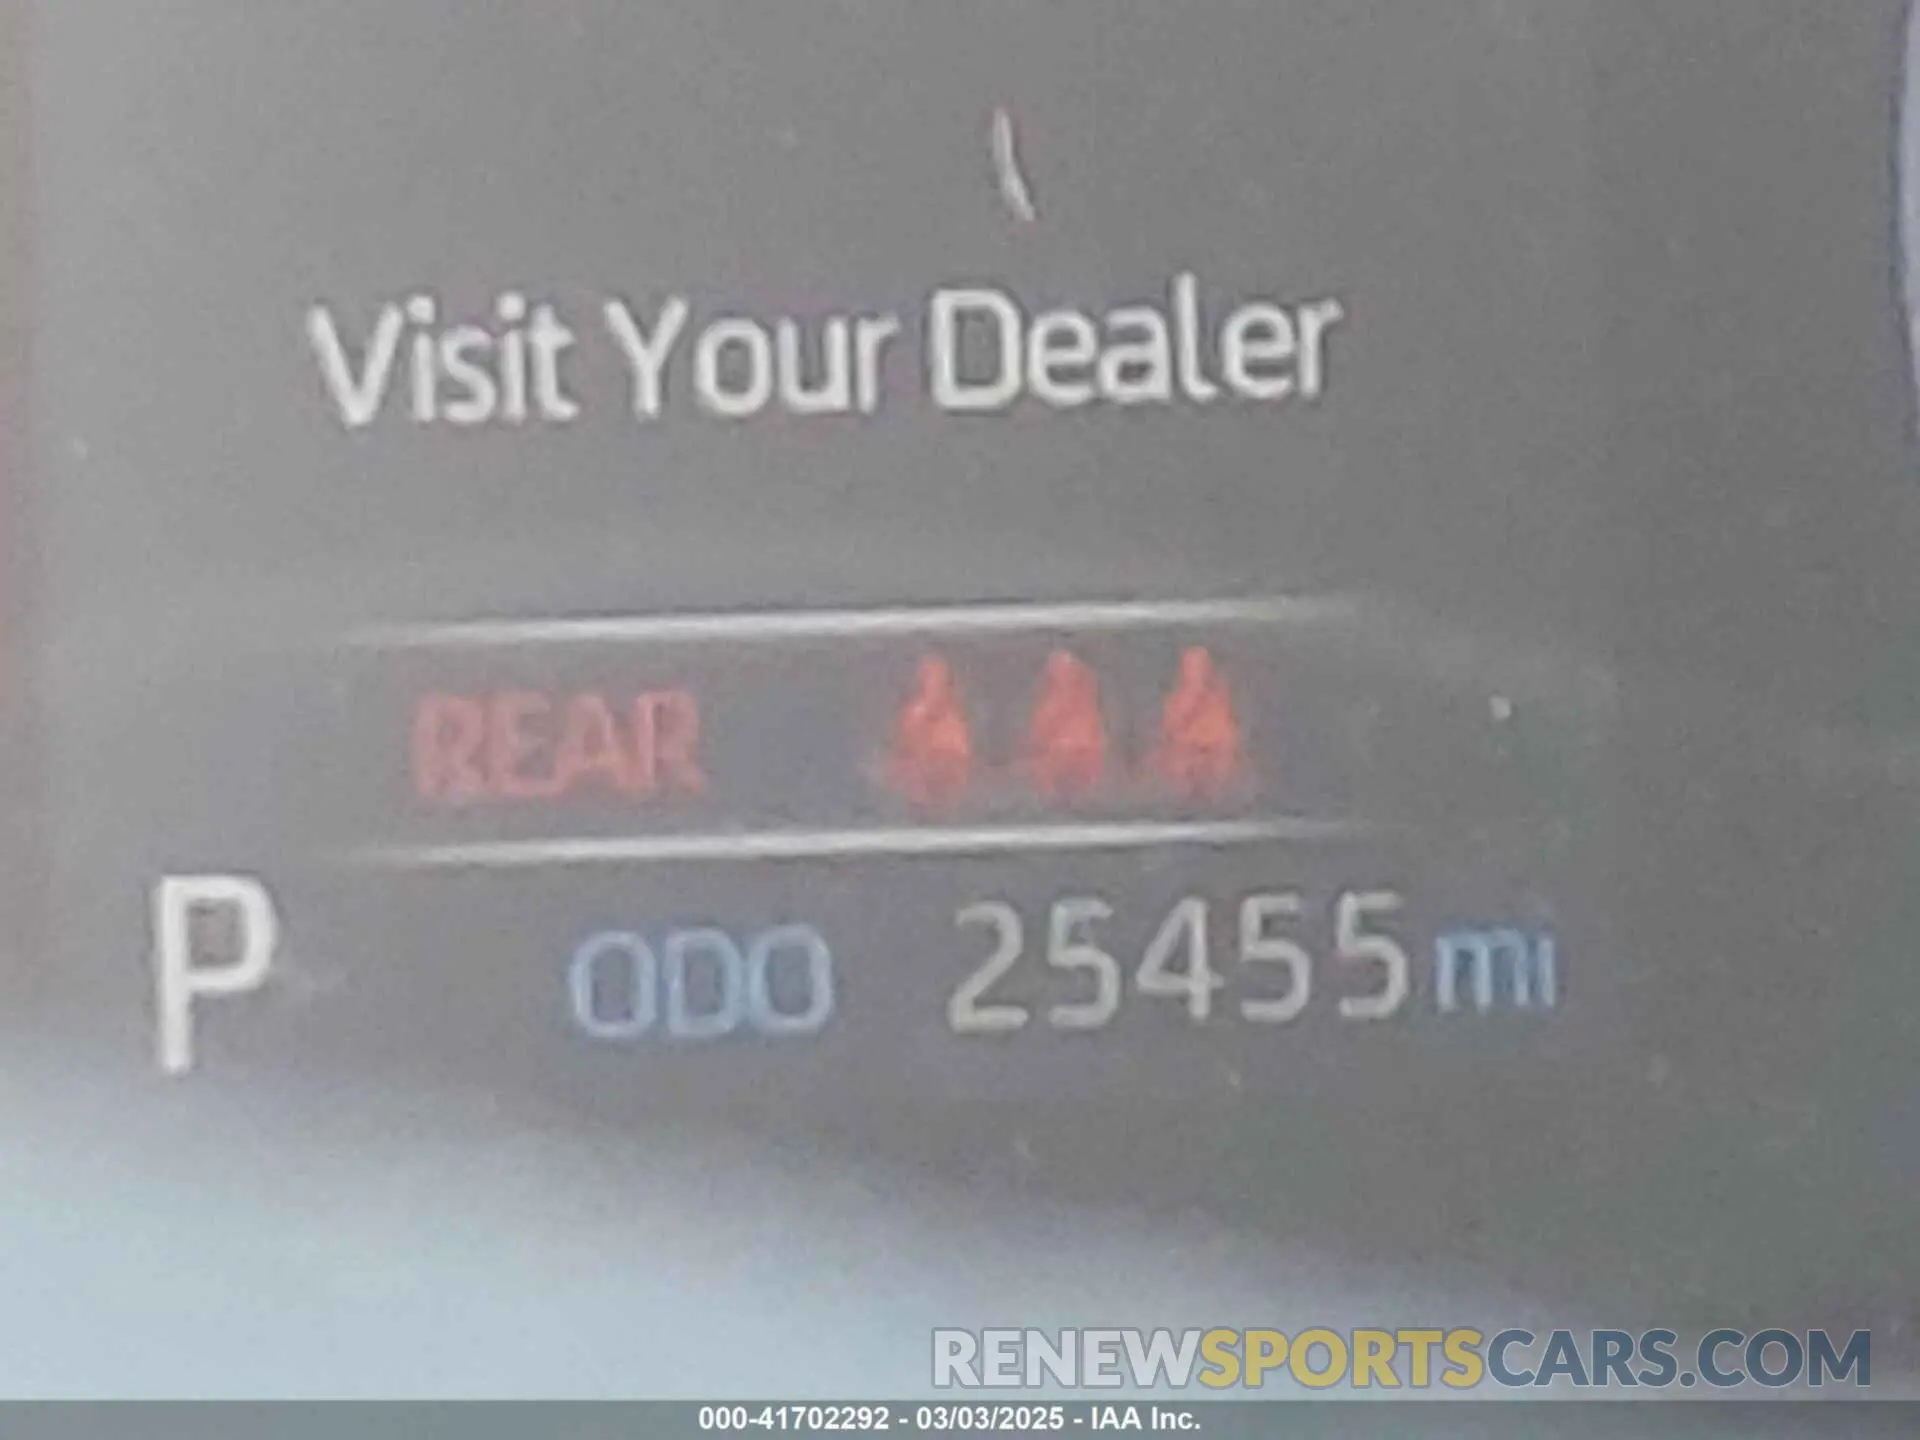 Visit Your Dealer
REAR
P ODO 25455 mi
RENEWSPORTSCARS.COM
000-41702292 - 03/03/2025 - IAA Inc.